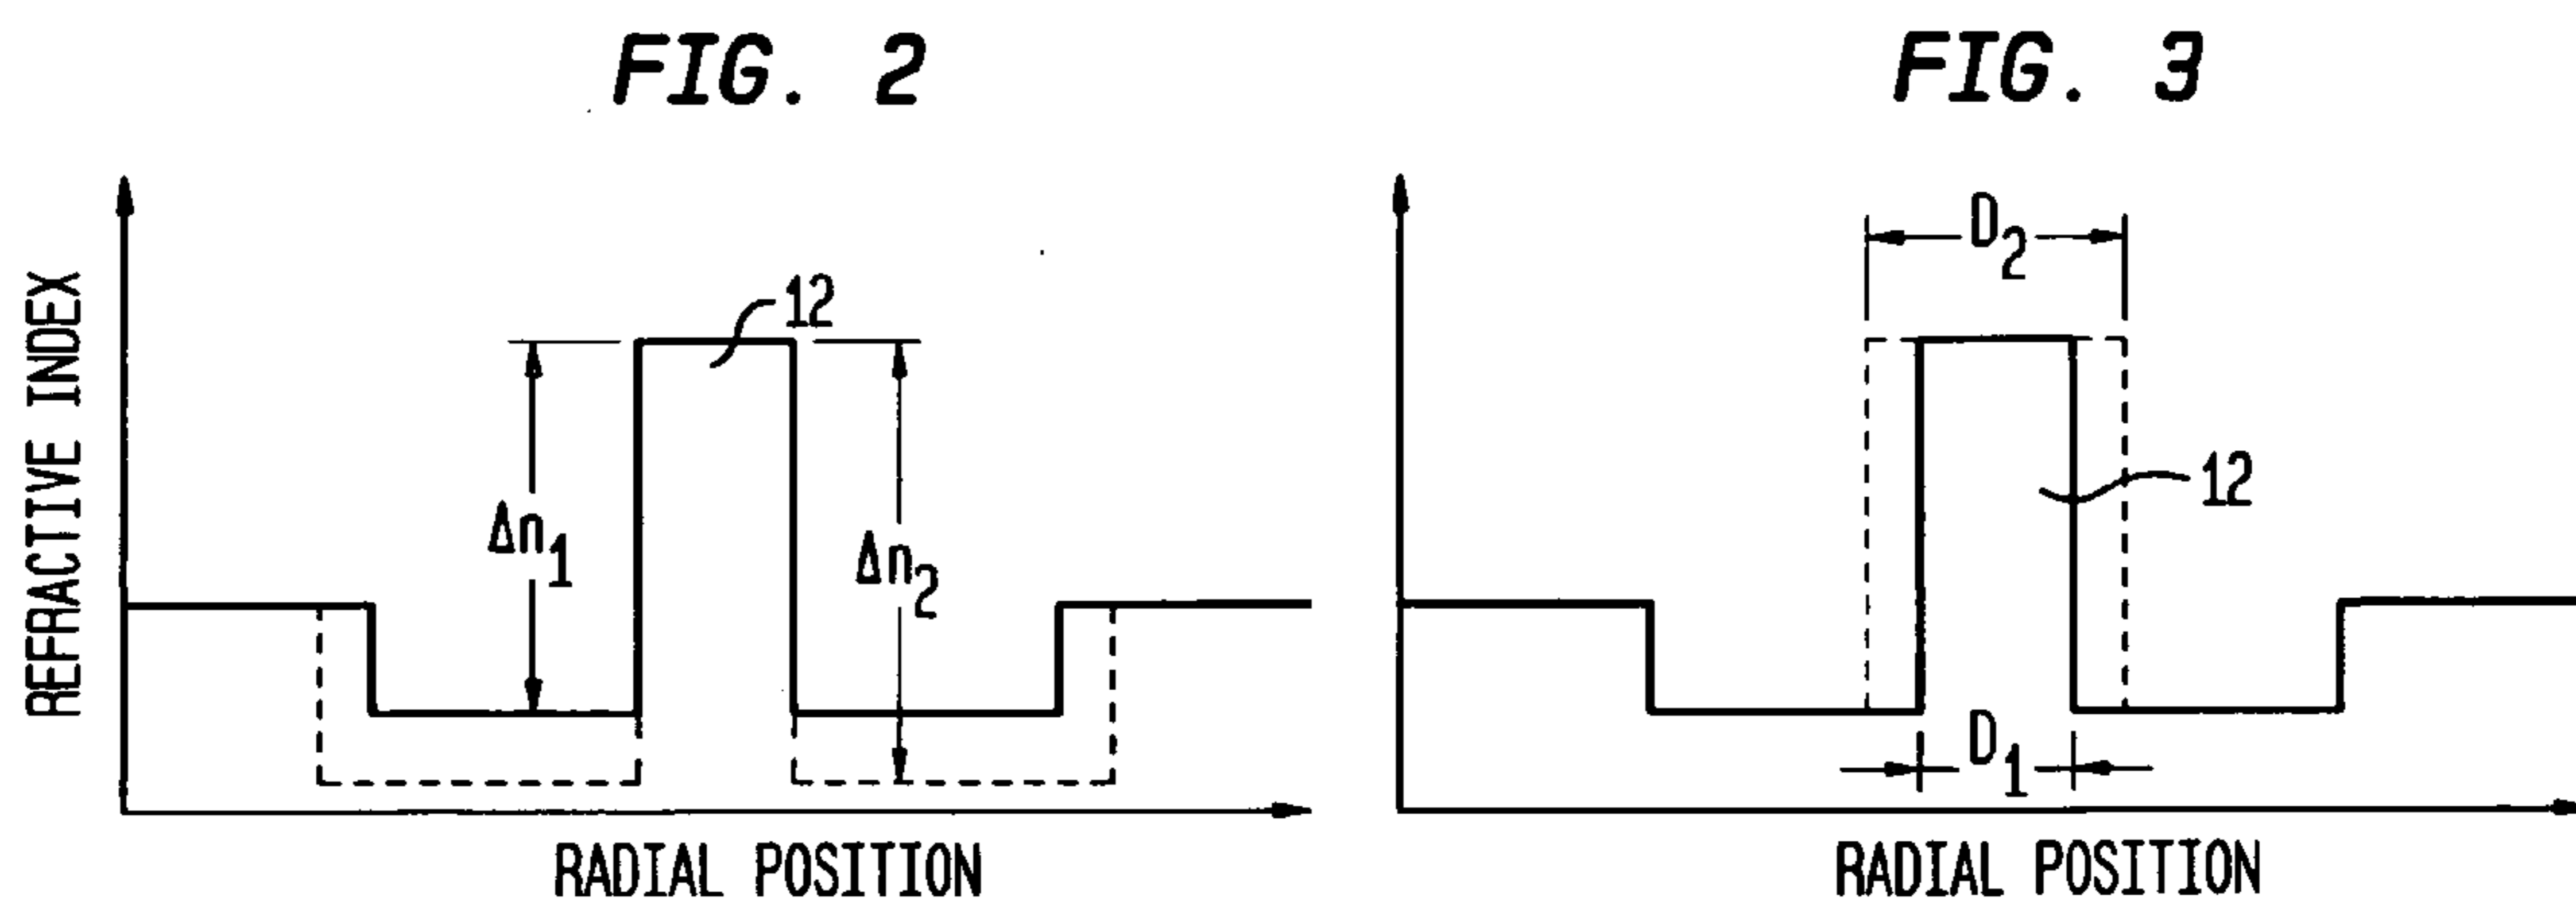 FIG. 2
REFRACTIVE INDEX
12
Δn1
Δn2
RADIAL POSITION
FIG. 3
D2
12
D1
RADIAL POSITION